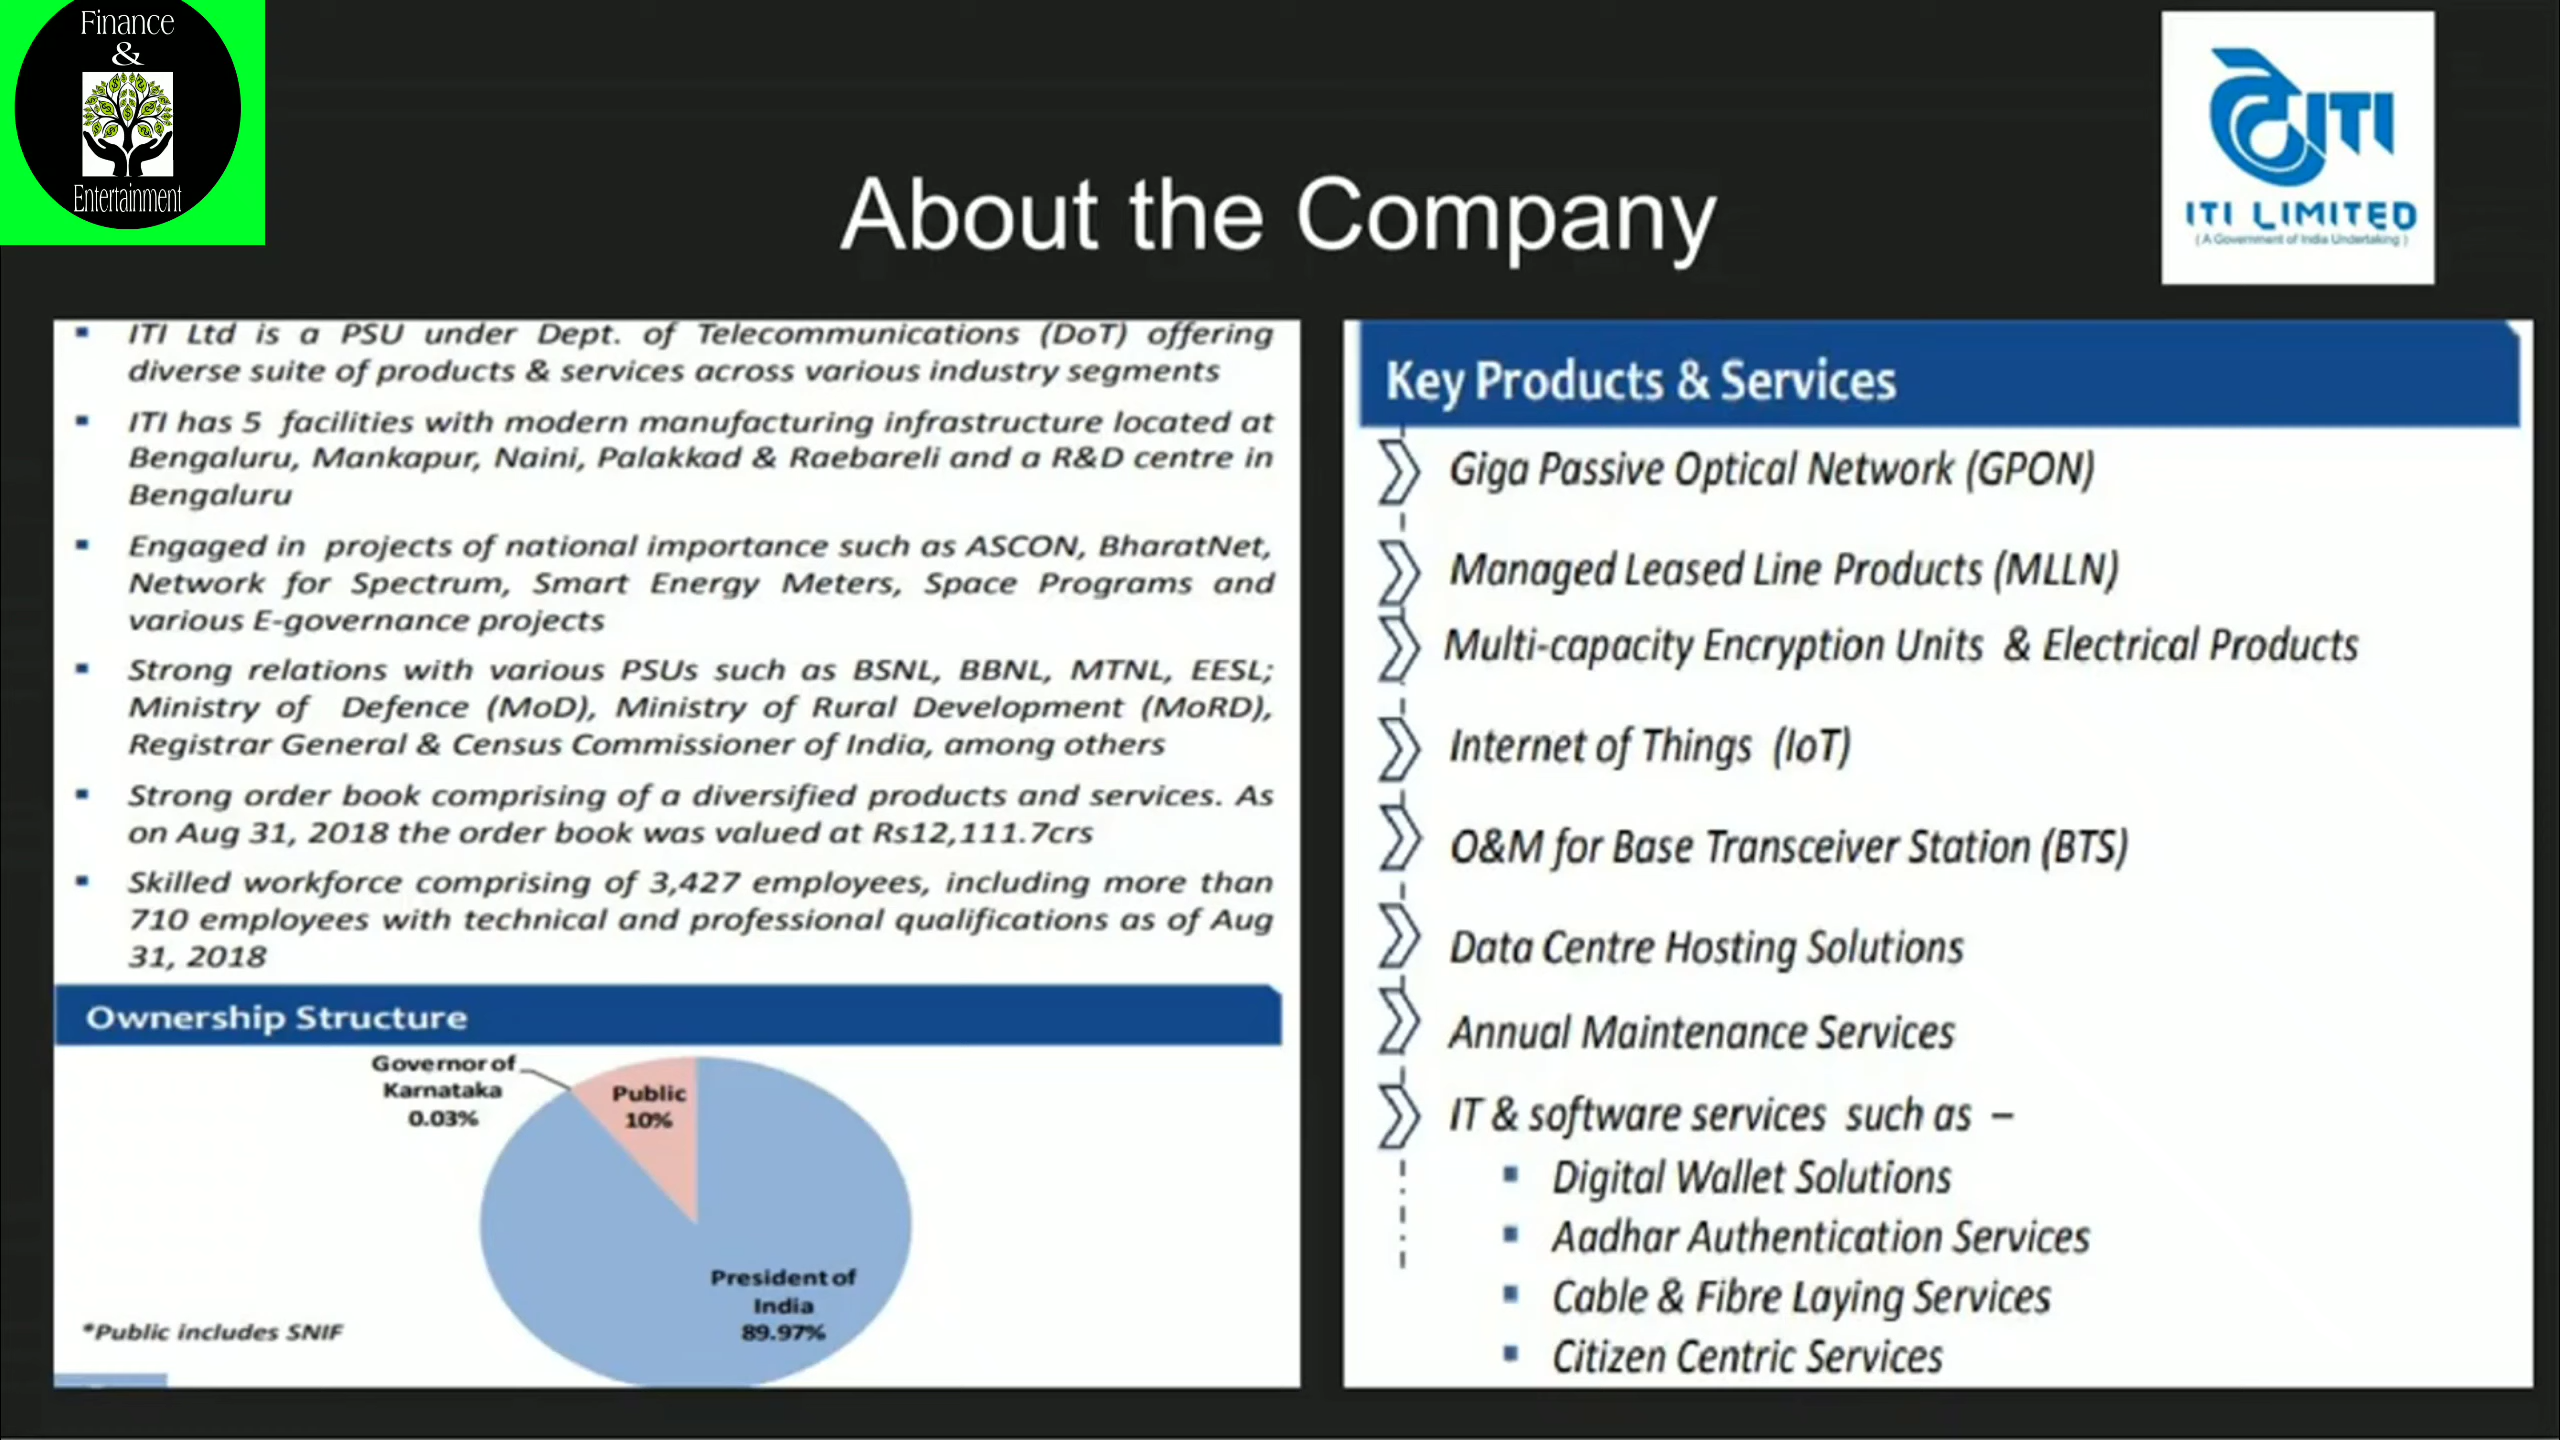 Finance
&
Entertainment
ITI
ITI LIMITED
( A Government of India Undertaking )
About the Company
ITI Ltd is a PSU under Dept. of Telecommunications (DoT) offering
diverse suite of products & services across various industry segments
ITI has 5 facilities with modern manufacturing infrastructure located at
Bengaluru, Mankapur, Naini, Palakkad & Raebareli and a R&D centre in
Bengaluru
Engaged in projects of national importance such as ASCON, BharatNet,
Network for Spectrum, Smart Energy Meters, Space Programs and
various E-governance projects
Strong relations with various PSUs such as BSNL, BBNL, MTNL, EESL;
Ministry of Defence (MoD), Ministry of Rural Development (MoRD),
Registrar General & Census Commissioner of India, among others
Strong order book comprising of a diversified products and services. As
on Aug 31, 2018 the order book was valued at Rs12,111.7crs
Skilled workforce comprising of 3,427 employees, including more than
710 employees with technical and professional qualifications as of Aug
31, 2018
Ownership Structure
Governor of
Karnataka
0.03%
Public
10%
President of
India
89.97%
*Public includes SNIF
Key Products & Services
Giga Passive Optical Network (GPON)
Managed Leased Line Products (MLLN)
Multi-capacity Encryption Units & Electrical Products
Internet of Things (IoT)
O&M for Base Transceiver Station (BTS)
Data Centre Hosting Solutions
Annual Maintenance Services
IT & software services such as –
Digital Wallet Solutions
Aadhar Authentication Services
Cable & Fibre Laying Services
Citizen Centric Services